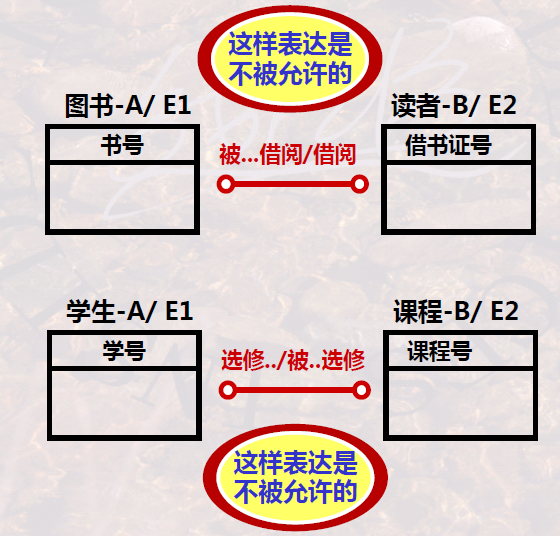 这样表达是
不被允许的
图书-A/ E1
读者-B/ E2
书号
借书证号
被...借阅/借阅
学生-A/ E1
课程-B/ E2
学号
课程号
选修../被..选修
这样表达是
不被允许的